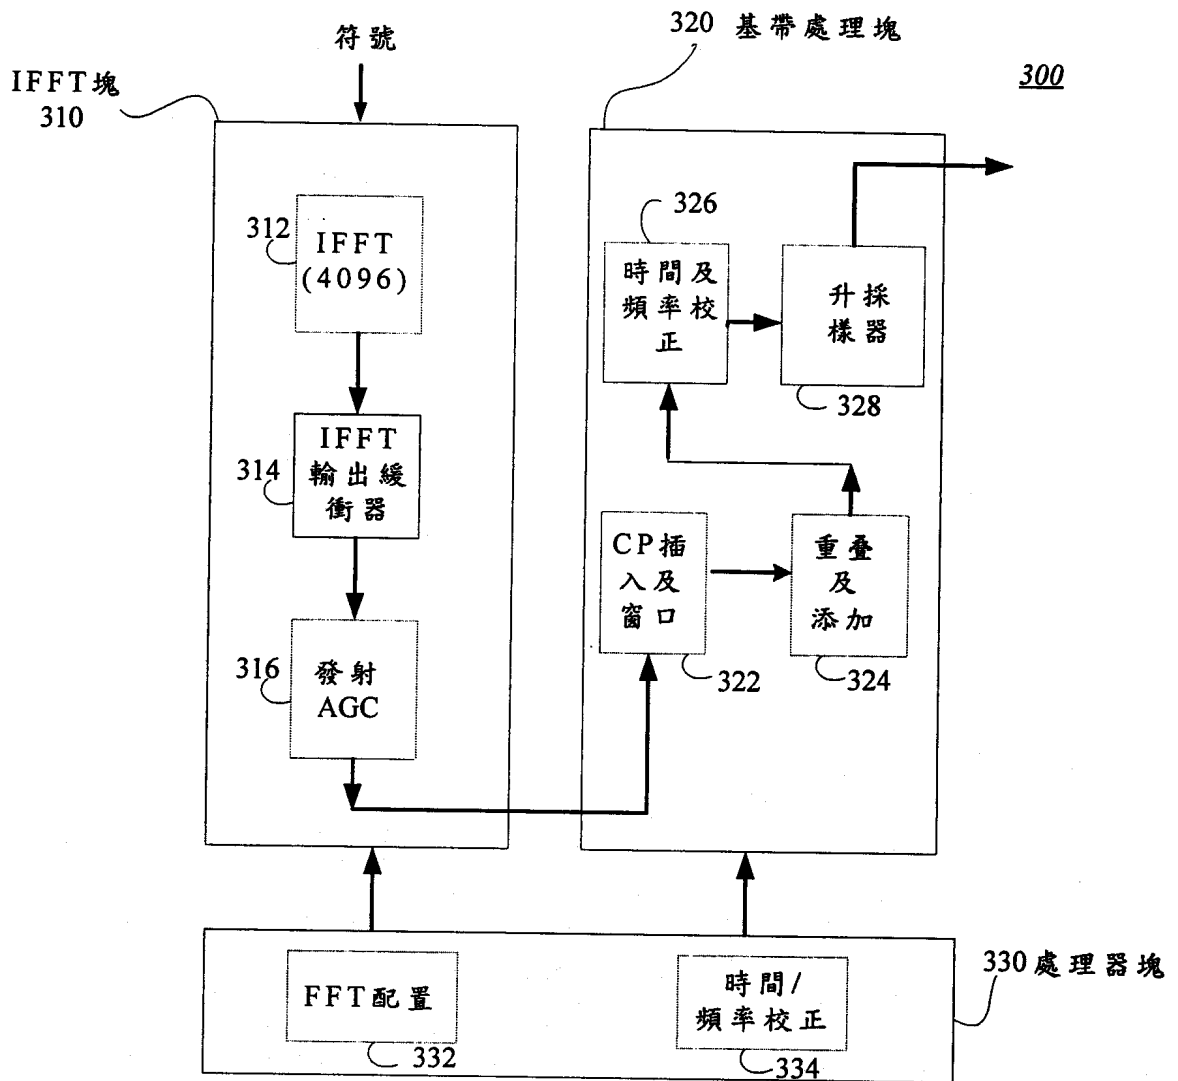 符號
320 基帶處理塊
300
IFFT塊
310
312
IFFT
(4096)
314
IFFT
輸出緩
衝器
316
發射
AGC
326
時間及
頻率校
正
升採
樣器
328
CP插
入及
窗口
322
重叠
及
添加
324
330處理器塊
FFT配置
332
時間/
頻率校正
334